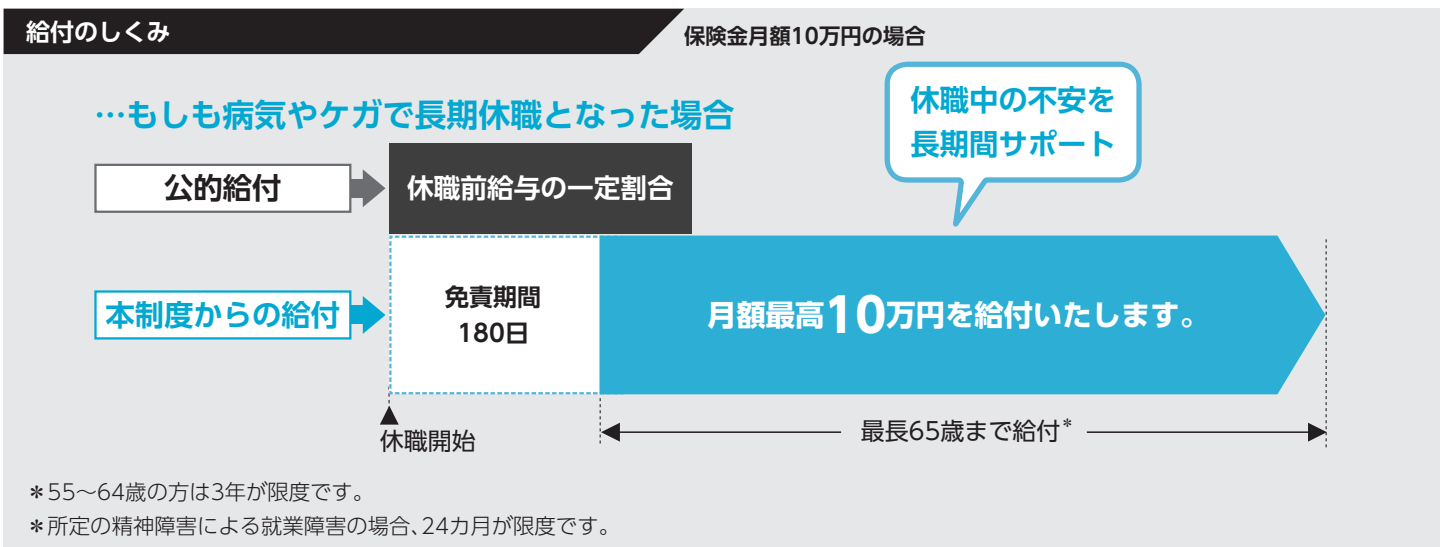 給付のしくみ
保険金月額10万円の場合
…もしも病気やケガで長期休職となった場合
休職中の不安を
長期間サポート
公的給付
休職前給与の一定割合
本制度からの給付
免責期間
180日
月額最高10万円を給付いたします。
▲
休職開始
最長65歳まで給付*
*55〜64歳の方は3年が限度です。
*所定の精神障害による就業障害の場合、24カ月が限度です。